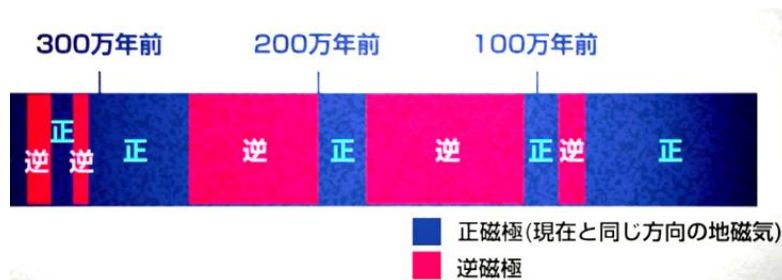 300万年前 200万年前 100万年前
逆 正 逆 正 逆 正 逆 正 逆 正
正磁極(現在と同じ方向の地磁気)
逆磁極